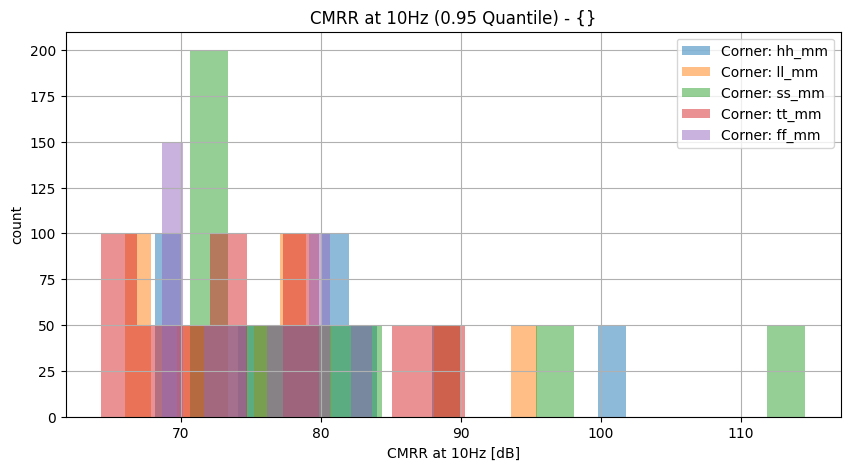 CMRR at 10Hz (0.95 Quantile) - {}
Corner: hh_mm
Corner: ll_mm
Corner: ss_mm
Corner: tt_mm
Corner: ff_mm
200
175
150
125
100
75
50
25
0
count
70 80 90 100 110
CMRR at 10Hz [dB]